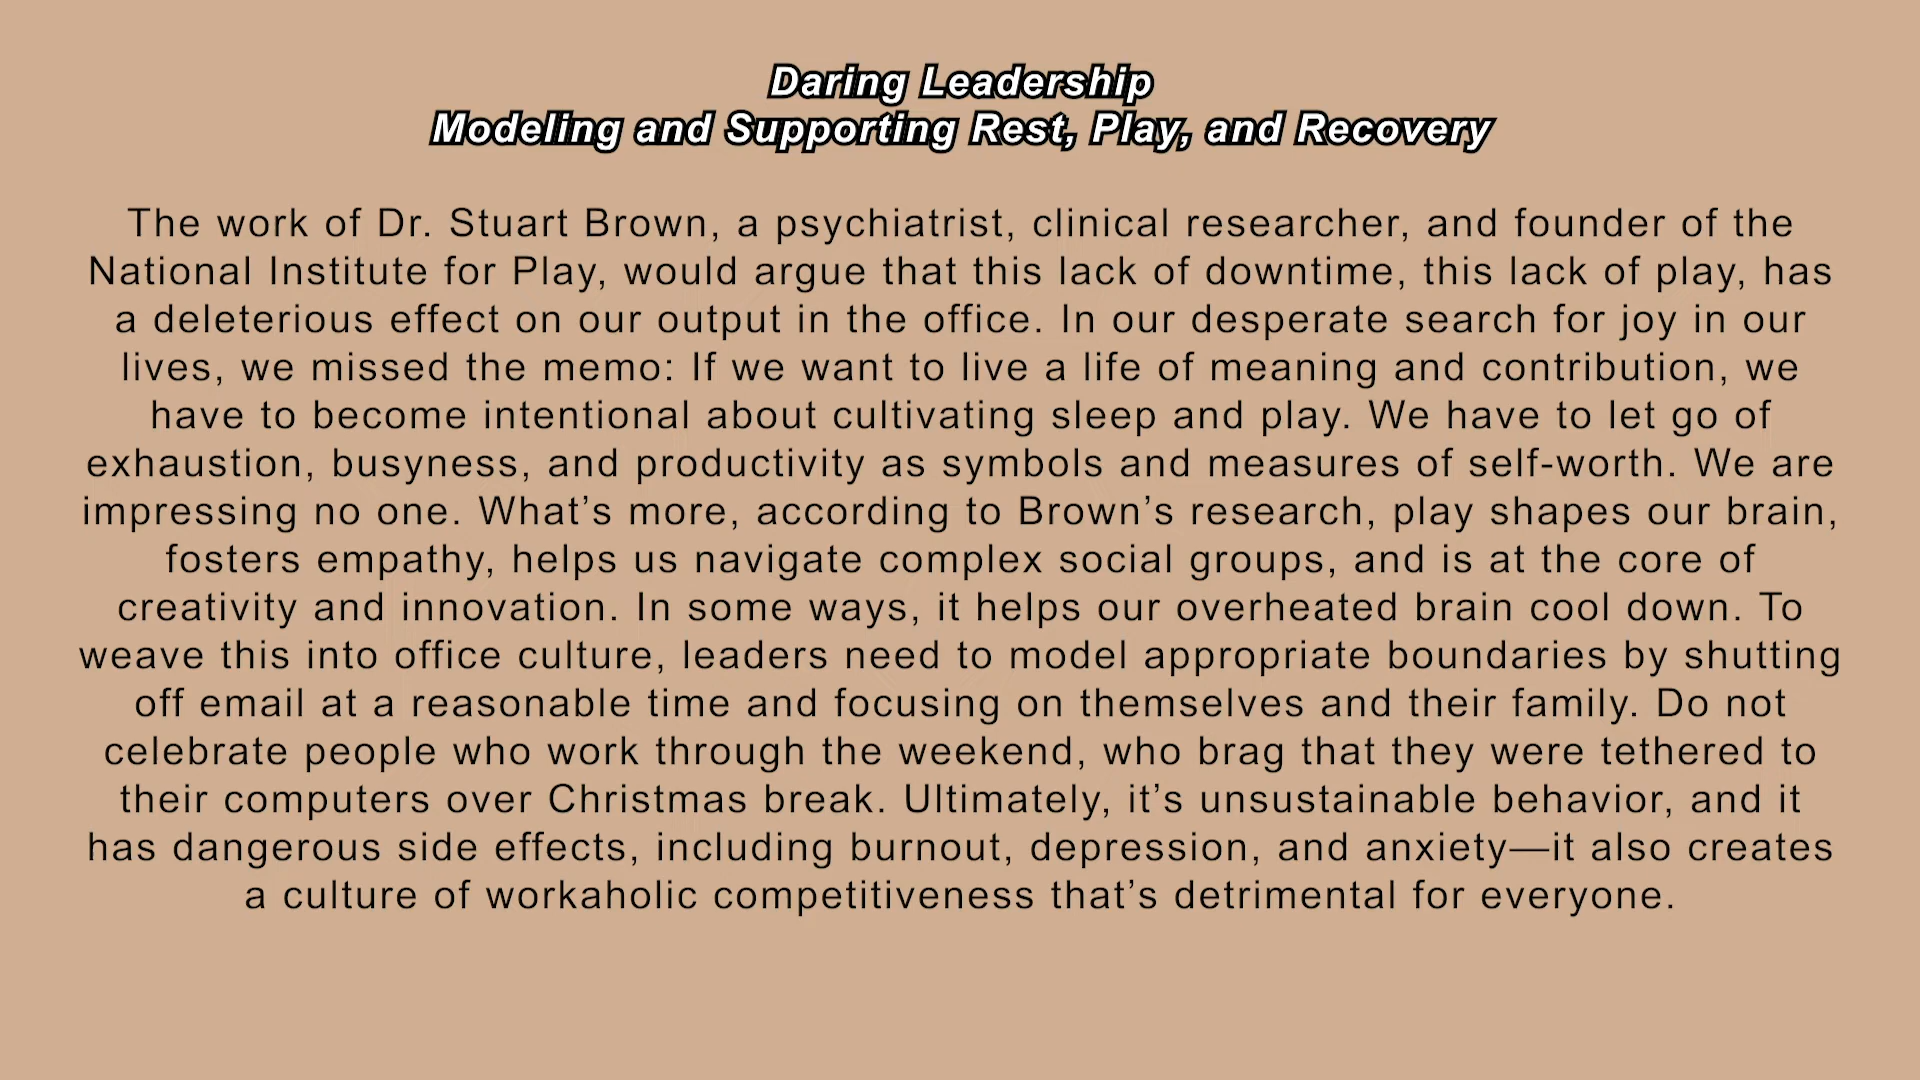 Daring Leadership
Modeling and Supporting Rest, Play, and Recovery
The work of Dr. Stuart Brown, a psychiatrist, clinical researcher, and founder of the
National Institute for Play, would argue that this lack of downtime, this lack of play, has
a deleterious effect on our output in the office. In our desperate search for joy in our
lives, we missed the memo: If we want to live a life of meaning and contribution, we
have to become intentional about cultivating sleep and play. We have to let go of
exhaustion, busyness, and productivity as symbols and measures of self-worth. We are
impressing no one. What’s more, according to Brown’s research, play shapes our brain,
fosters empathy, helps us navigate complex social groups, and is at the core of
creativity and innovation. In some ways, it helps our overheated brain cool down. To
weave this into office culture, leaders need to model appropriate boundaries by shutting
off email at a reasonable time and focusing on themselves and their family. Do not
celebrate people who work through the weekend, who brag that they were tethered to
their computers over Christmas break. Ultimately, it’s unsustainable behavior, and it
has dangerous side effects, including burnout, depression, and anxiety—it also creates
a culture of workaholic competitiveness that’s detrimental for everyone.